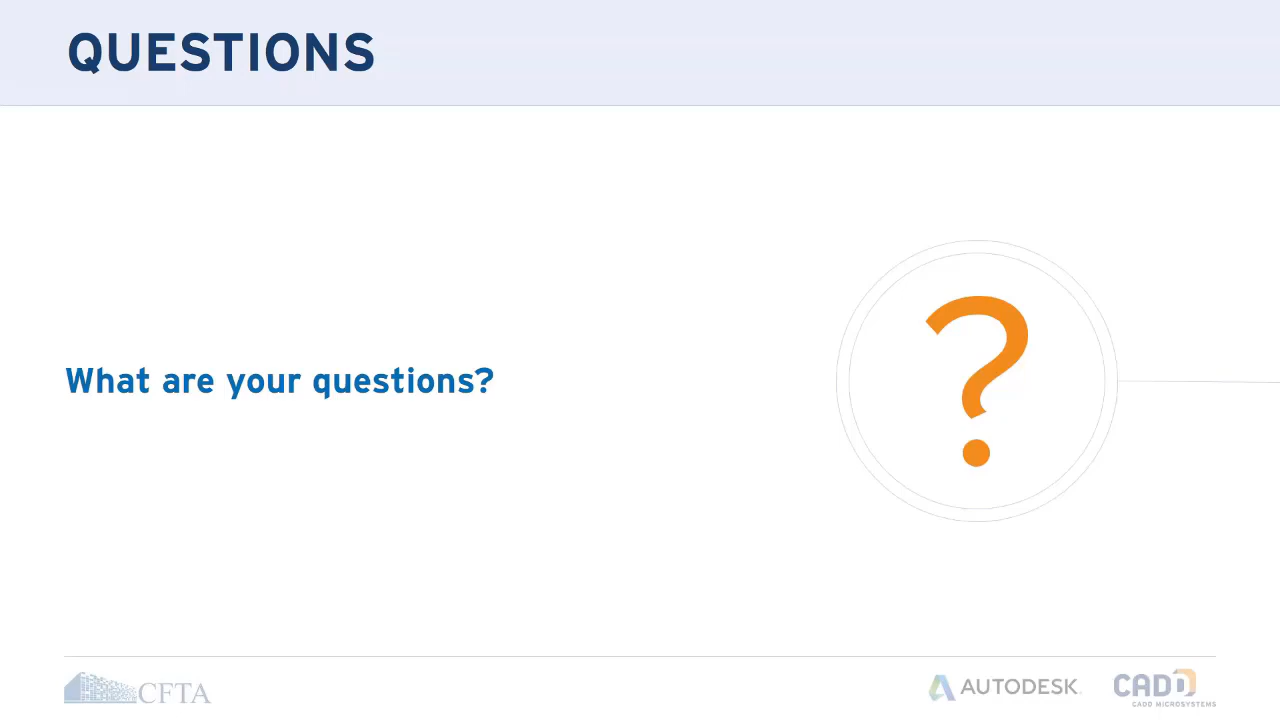 QUESTIONS
What are your questions?
?
CFTA
AUTODESK.
CADD
CADD MICROSYSTEMS